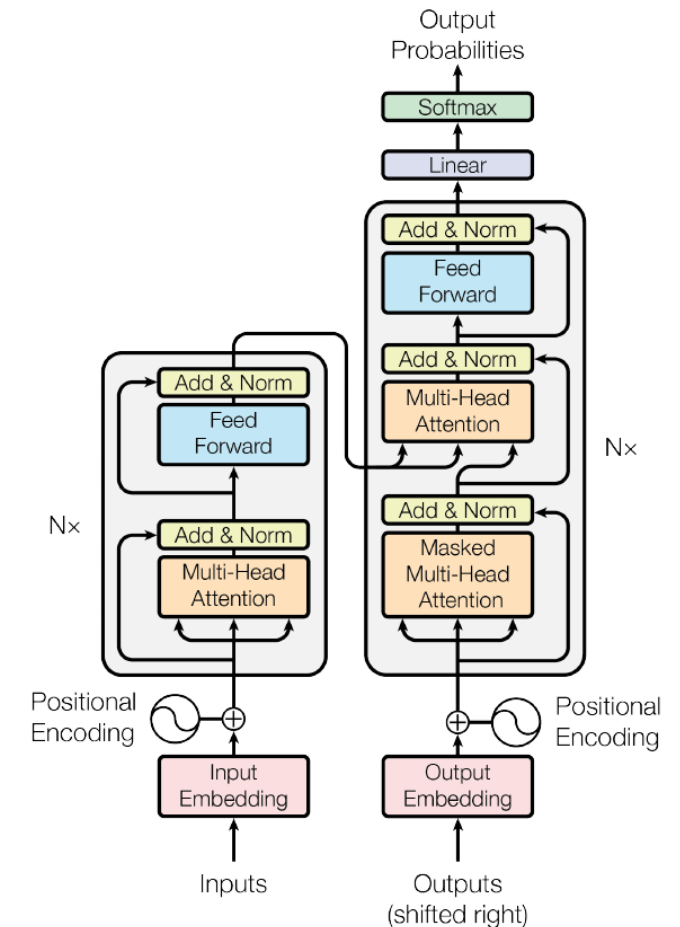 Output
Probabilities
Softmax
Linear
Add & Norm
Feed
Forward
Add & Norm
Multi-Head
Attention
Nx
Add & Norm
Masked
Multi-Head
Attention
Add & Norm
Feed
Forward
Nx
Add & Norm
Multi-Head
Attention
Positional
Encoding
Positional
Encoding
Input
Embedding
Output
Embedding
Inputs
Outputs
(shifted right)